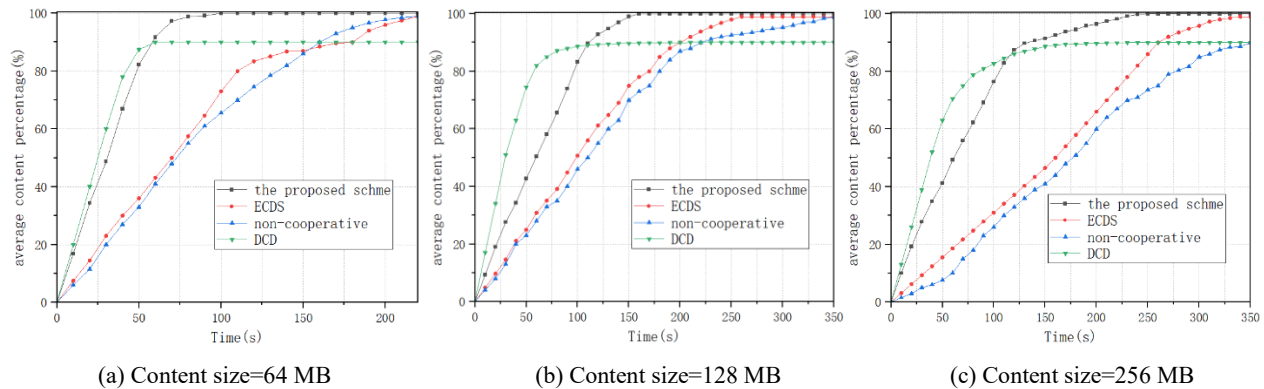 average content percentage(%)
100
80
60
40
20
0
the proposed schme
ECDS
non-cooperative
DCD
0 50 100 150 200
Time(s)
(a) Content size=64 MB
average content percentage(%)
100
80
60
40
20
0
the proposed schme
ECDS
non-cooperative
DCD
0 50 100 150 200 250 300 350
Time(s)
(b) Content size=128 MB
average content percentage(%)
100
80
60
40
20
0
the proposed schme
ECDS
non-cooperative
DCD
0 50 100 150 200 250 300 350
Time(s)
(c) Content size=256 MB